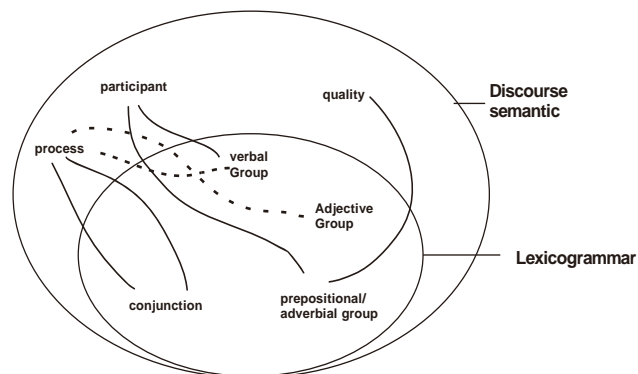 participant
quality
Discourse
semantic
process
verbal
Group
Adjective
Group
Lexicogrammar
conjunction
prepositional/
adverbial group